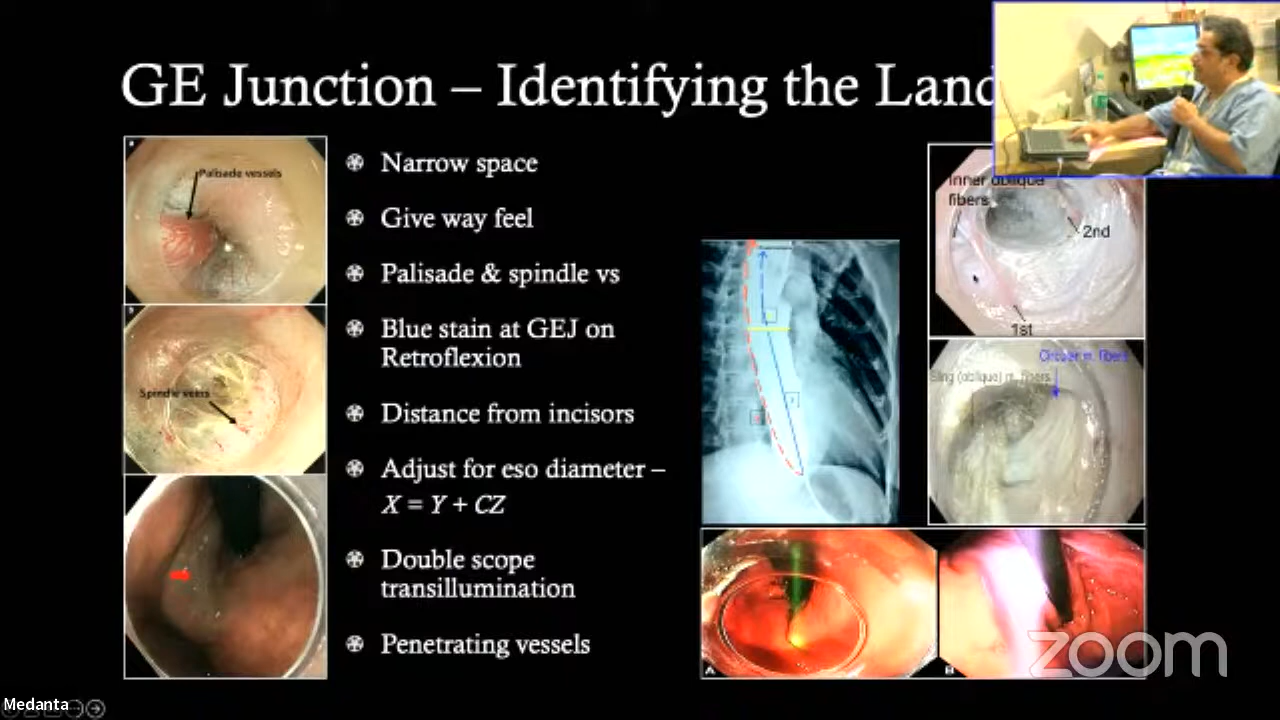 GE Junction – Identifying the Land
Palisade vessels
Spindle veins
Narrow space
Give way feel
Palisade & spindle vs
Blue stain at GEJ on
Retroflexion
Distance from incisors
Adjust for eso diameter –
X = Y + CZ
Double scope
transillumination
Penetrating vessels
Inner oblique
fibers
2nd
1st
Circular m. fibers
Sling (oblique) m. fibers
A
B
zoom
Medanta